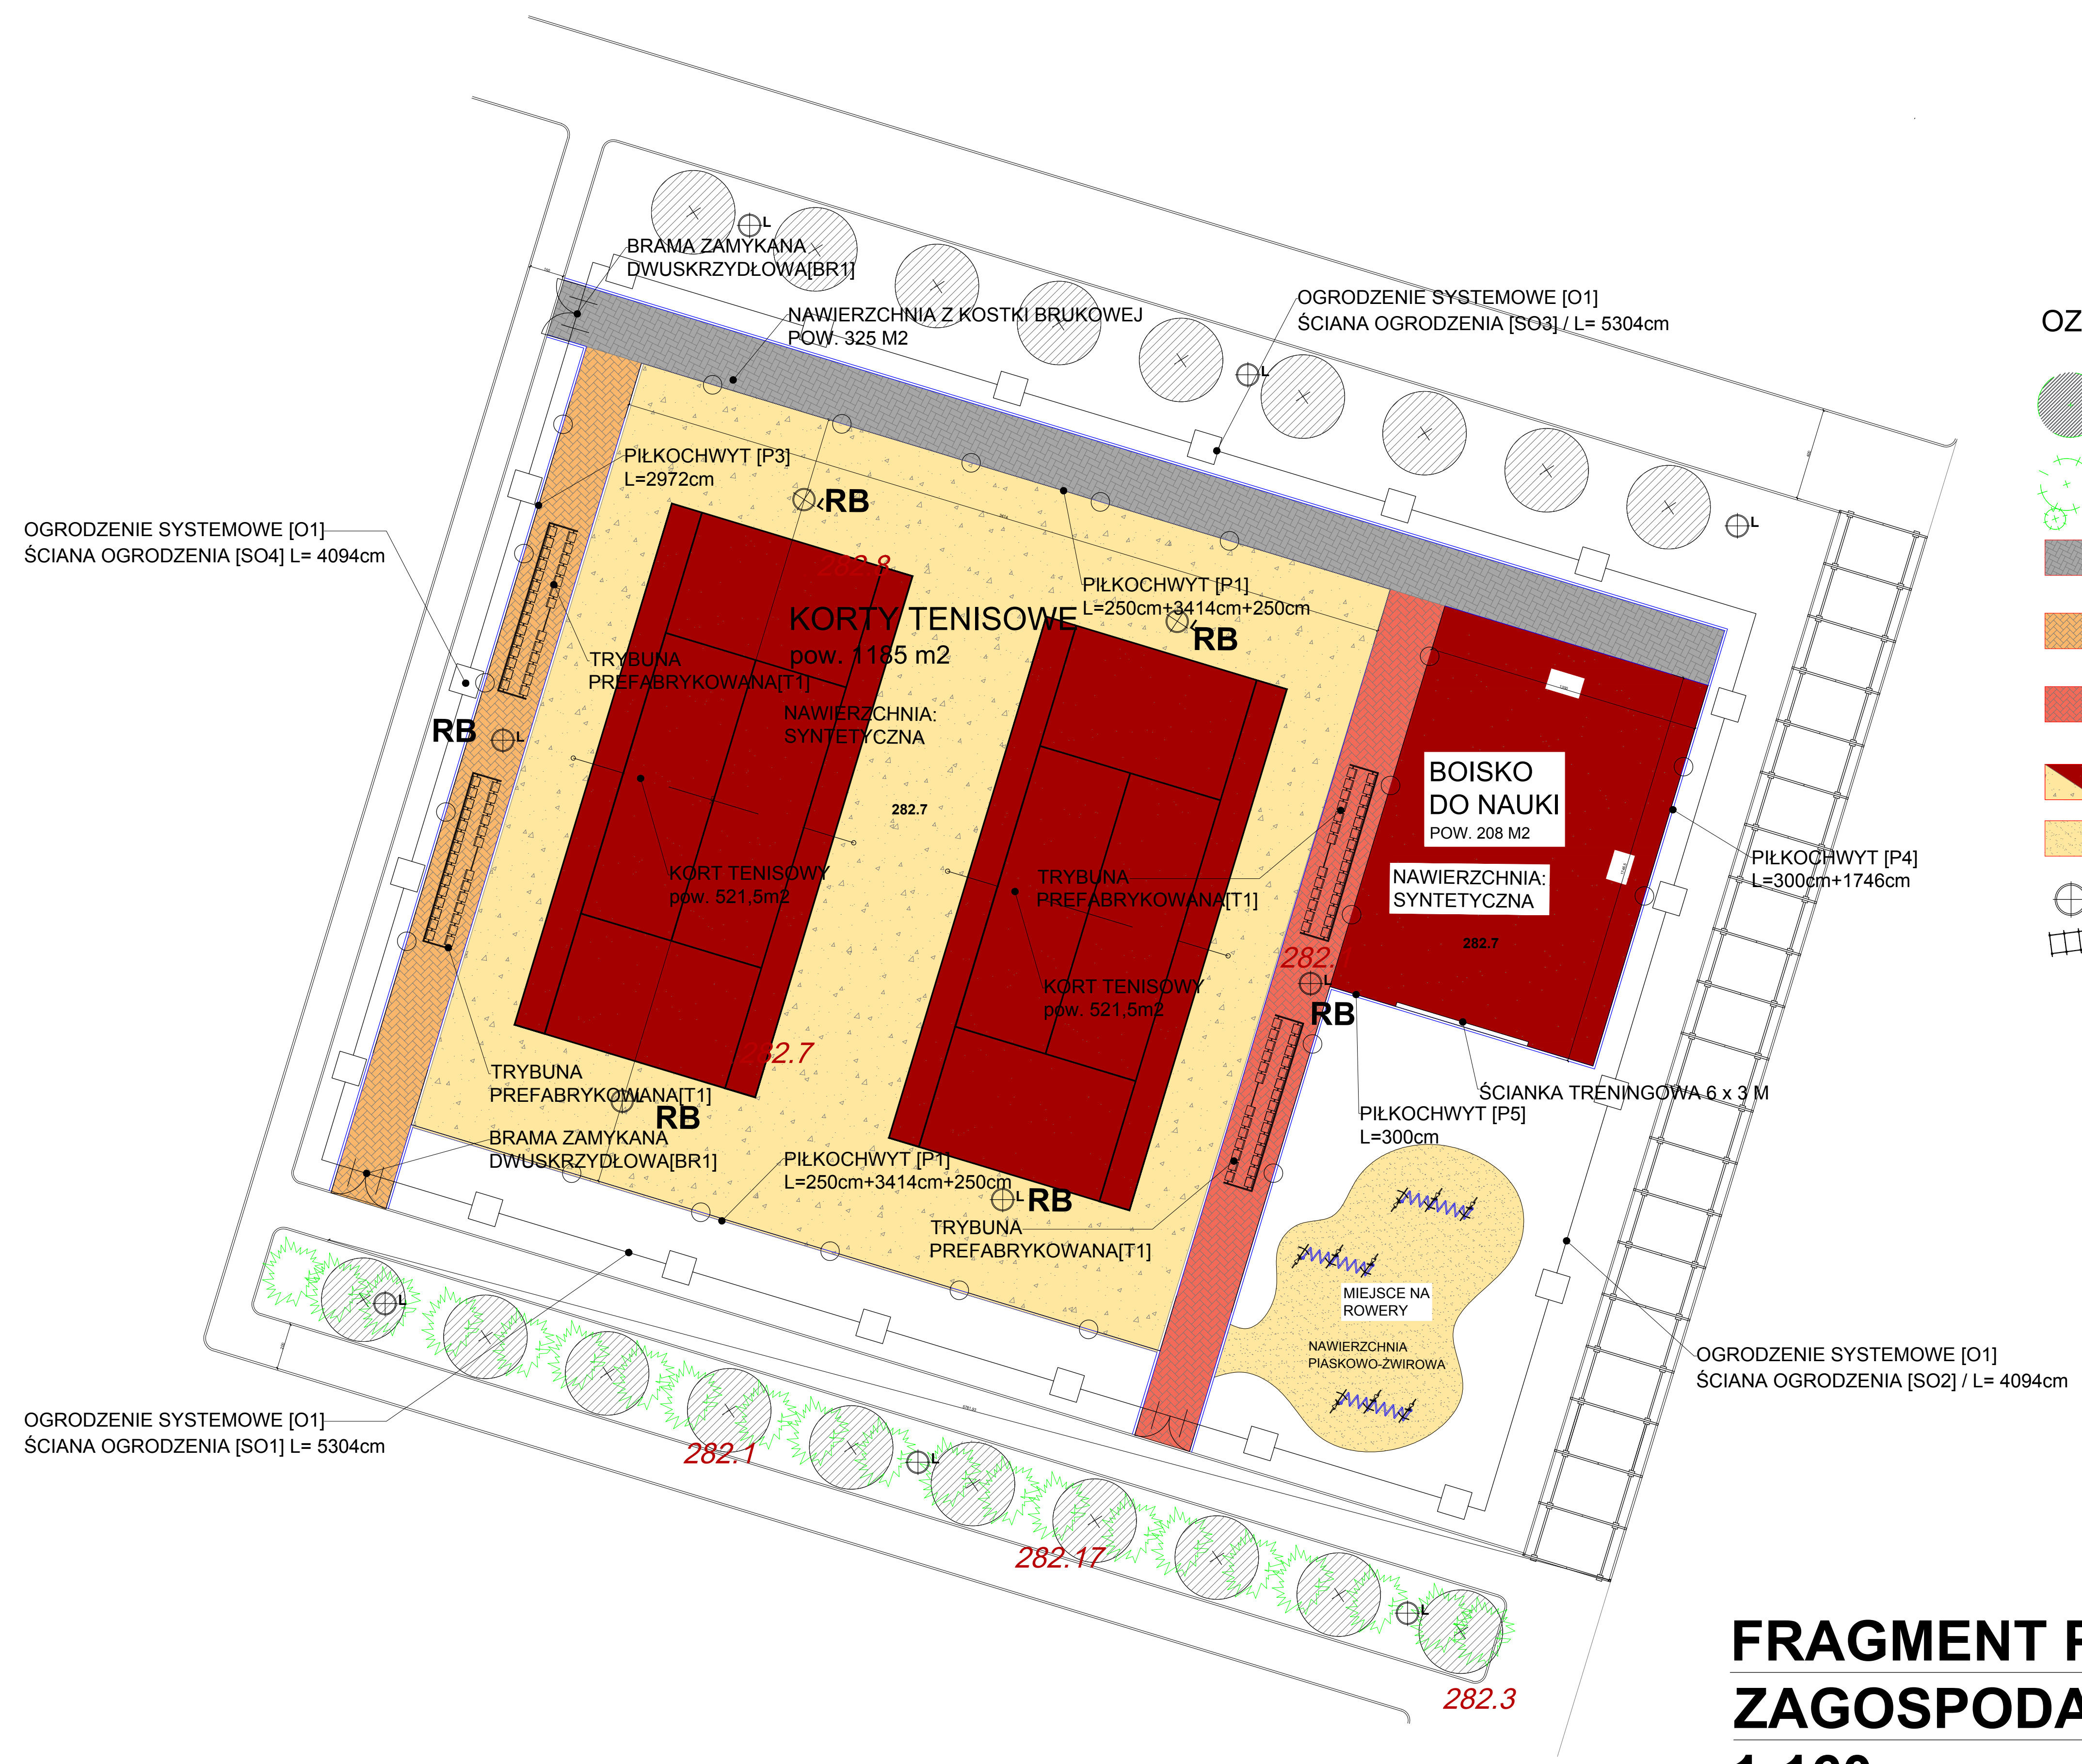 BRAMA ZAMYKANA
DWUSKRZYDŁOWA[BR1]
L
NAWIERZCHNIA Z KOSTKI BRUKOWEJ
POW. 325 M2
OGRODZENIE SYSTEMOWE [O1]
ŚCIANA OGRODZENIA [SO3] / L= 5304cm
L
L
PIŁKOCHWYT [P3]
L=2972cm
L
RB
OGRODZENIE SYSTEMOWE [O1]
ŚCIANA OGRODZENIA [SO4] L= 4094cm
PIŁKOCHWYT [P1]
L=250cm+3414cm+250cm
L
RB
KORTY TENISOWE
pow. 1185 m2
TRYBUNA
PREFABRYKOWANA[T1]
NAWIERZCHNIA:
SYNTETYCZNA
RB
L
282.7
BOISKO
DO NAUKI
POW. 208 M2
NAWIERZCHNIA:
SYNTETYCZNA
282.7
PIŁKOCHWYT [P4]
L=300cm+1746cm
KORT TENISOWY
pow. 521,5m2
TRYBUNA
PREFABRYKOWANA[T1]
KORT TENISOWY
pow. 521,5m2
282.
L
RB
TRYBUNA
PREFABRYKOWANA[T1]
L
RB
ŚCIANKA TRENINGOWA 6 x 3 M
PIŁKOCHWYT [P5]
L=300cm
BRAMA ZAMYKANA
DWUSKRZYDŁOWA[BR1]
PIŁKOCHWYT [P1]
L=250cm+3414cm+250cm
L
RB
TRYBUNA
PREFABRYKOWANA[T1]
MIEJSCE NA
ROWERY
NAWIERZCHNIA
PIASKOWO-ŻWIROWA
OGRODZENIE SYSTEMOWE [O1]
ŚCIANA OGRODZENIA [SO2] / L= 4094cm
OGRODZENIE SYSTEMOWE [O1]
ŚCIANA OGRODZENIA [SO1] L= 5304cm
L
L
L
282.1
282.17
282.3
OZ
FRAGMENT
ZAGOSPODA